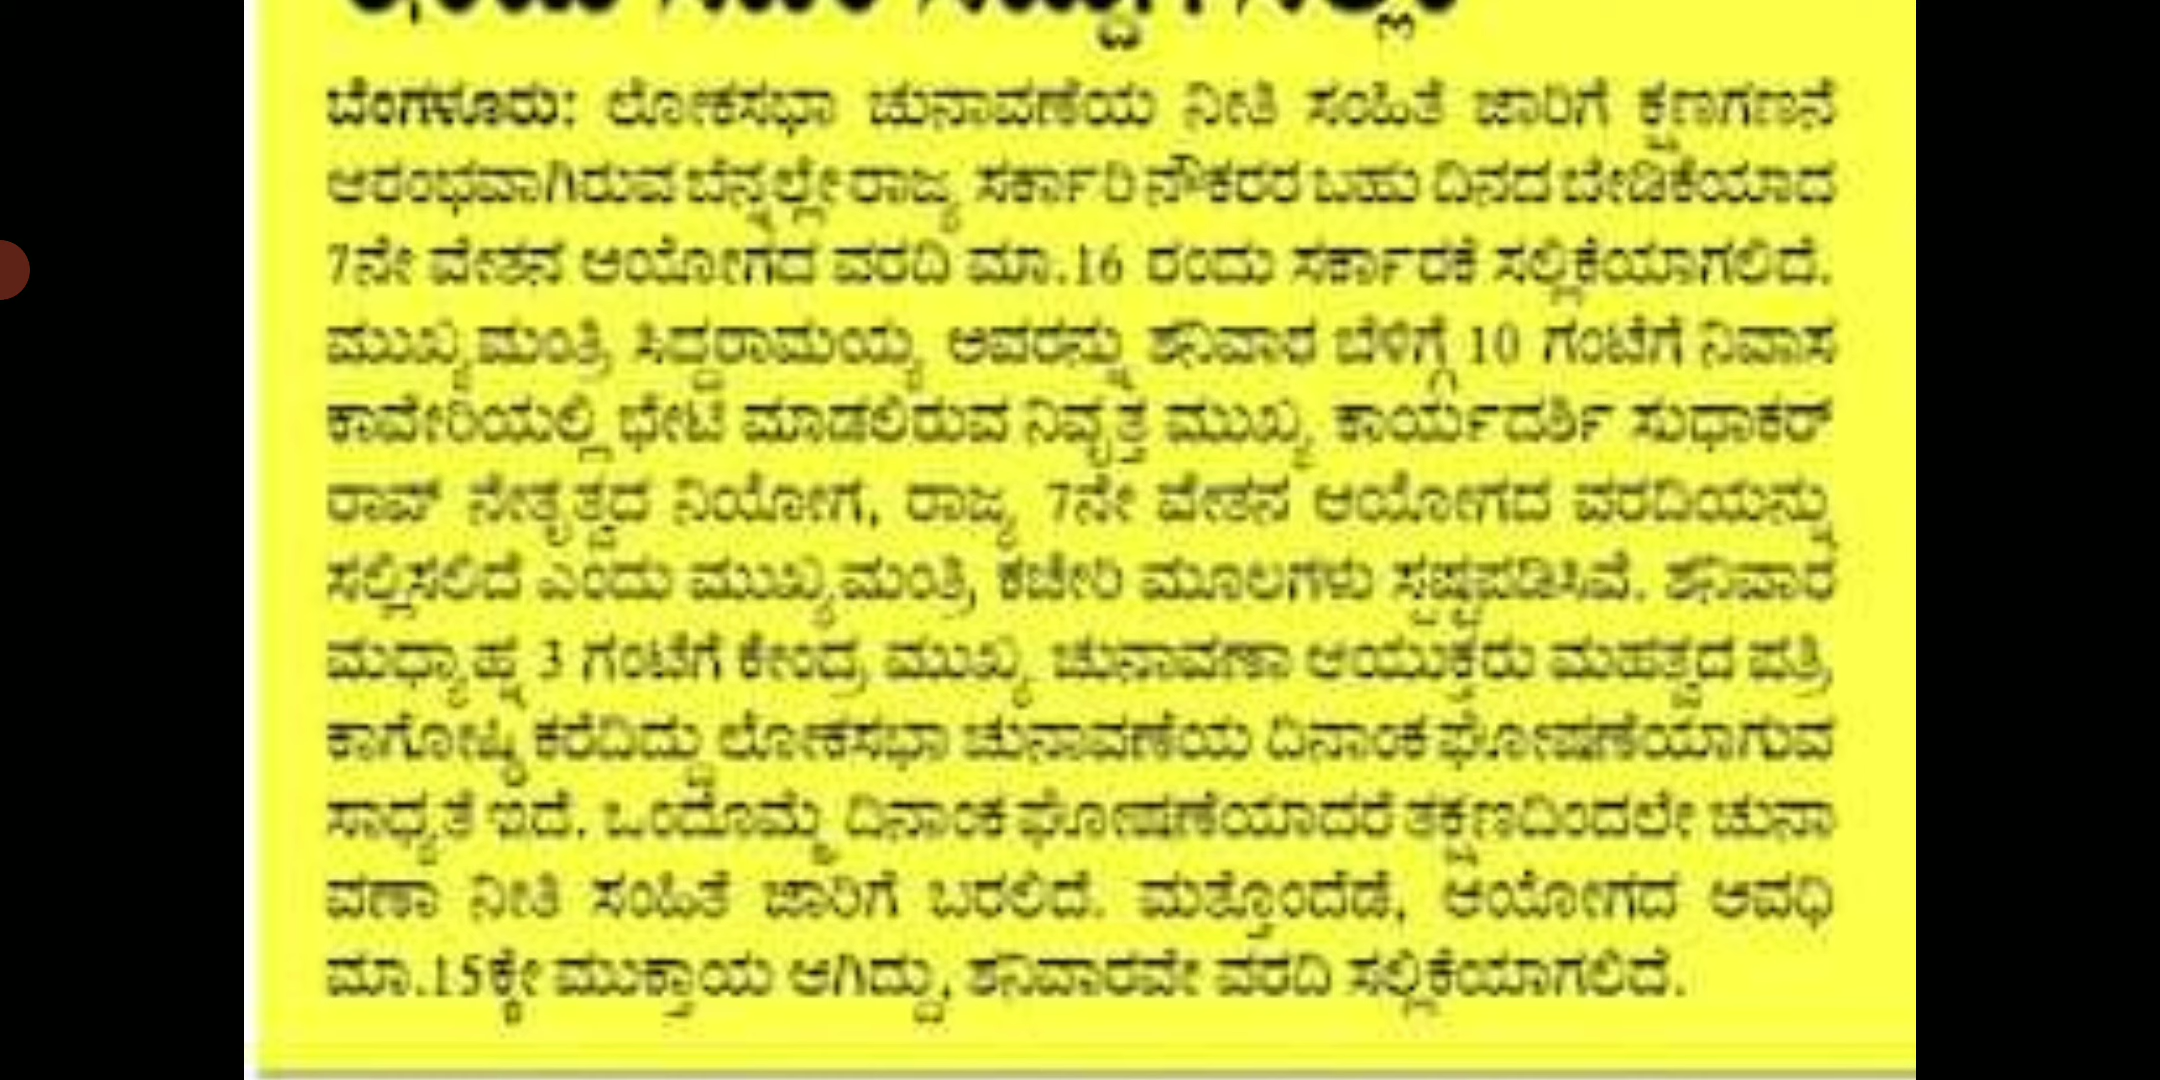 ಬೆಂಗಳೂರು: ಲೋಕಸಭಾ ಚುನಾವಣೆಯ ನೀತಿ ಸಂಹಿತೆ ಜಾರಿಗೆ ಕ್ಷಣಗಣನೆ
ಆರಂಭವಾಗಿರುವ ಬೆನ್ನಲ್ಲೇ ರಾಜ್ಯ ಸರ್ಕಾರಿ ನೌಕರರ ಬಹು ದಿನದ ಬೇಡಿಕೆಯಾದ
7ನೇ ವೇತನ ಆಯೋಗದ ವರದಿ ಮಾ.16 ರಂದು ಸರ್ಕಾರಕೆ ಸಲ್ಲಿಕೆಯಾಗಲಿದೆ.
ಮುಖ್ಯಮಂತ್ರಿ ಸಿದ್ದರಾಮಯ್ಯ ಅವರನ್ನು ಶನಿವಾರ ಬೆಳಿಗ್ಗೆ 10 ಗಂಟೆಗೆ ನಿವಾಸ
ಕಾವೇರಿಯಲ್ಲಿ ಭೇಟಿ ಮಾಡಲಿರುವ ನಿವೃತ್ತ ಮುಖ್ಯ ಕಾರ್ಯದರ್ಶಿ ಸುಧಾಕರ್
ರಾವ್ ನೇತೃತ್ವದ ನಿಯೋಗ, ರಾಜ್ಯ 7ನೇ ವೇತನ ಆಯೋಗದ ವರದಿಯನ್ನು
ಸಲ್ಲಿಸಲಿದೆ ಎಂದು ಮುಖ್ಯಮಂತ್ರಿ ಕಚೇರಿ ಮೂಲಗಳು ಸ್ಪಷ್ಟಪಡಿಸಿವೆ. ಶನಿವಾರ
ಮಧ್ಯಾಹ್ನ 3 ಗಂಟೆಗೆ ಕೇಂದ್ರ ಮುಖ್ಯ ಚುನಾವಣಾ ಆಯುಕ್ತರು ಮಹತ್ವದ ಪತ್ರಿ
ಕಾಗೋಷ್ಠಿ ಕರೆದಿದ್ದು ಲೋಕಸಭಾ ಚುನಾವಣೆಯ ದಿನಾಂಕ ಘೋಷಣೆಯಾಗುವ
ಸಾಧ್ಯತೆ ಇದೆ. ಒಂದೊಮ್ಮೆ ದಿನಾಂಕ ಘೋಷಣೆಯಾದರೆ ತಕ್ಷಣದಿಂದಲೇ ಚುನಾ
ವಣಾ ನೀತಿ ಸಂಹಿತೆ ಜಾರಿಗೆ ಬರಲಿದೆ. ಮತ್ತೊಂದೆಡೆ, ಆಯೋಗದ ಅವಧಿ
ಮಾ.15ಕ್ಕೇ ಮುಕ್ತಾಯ ಆಗಿದ್ದು, ಶನಿವಾರವೇ ವರದಿ ಸಲ್ಲಿಕೆಯಾಗಲಿದೆ.